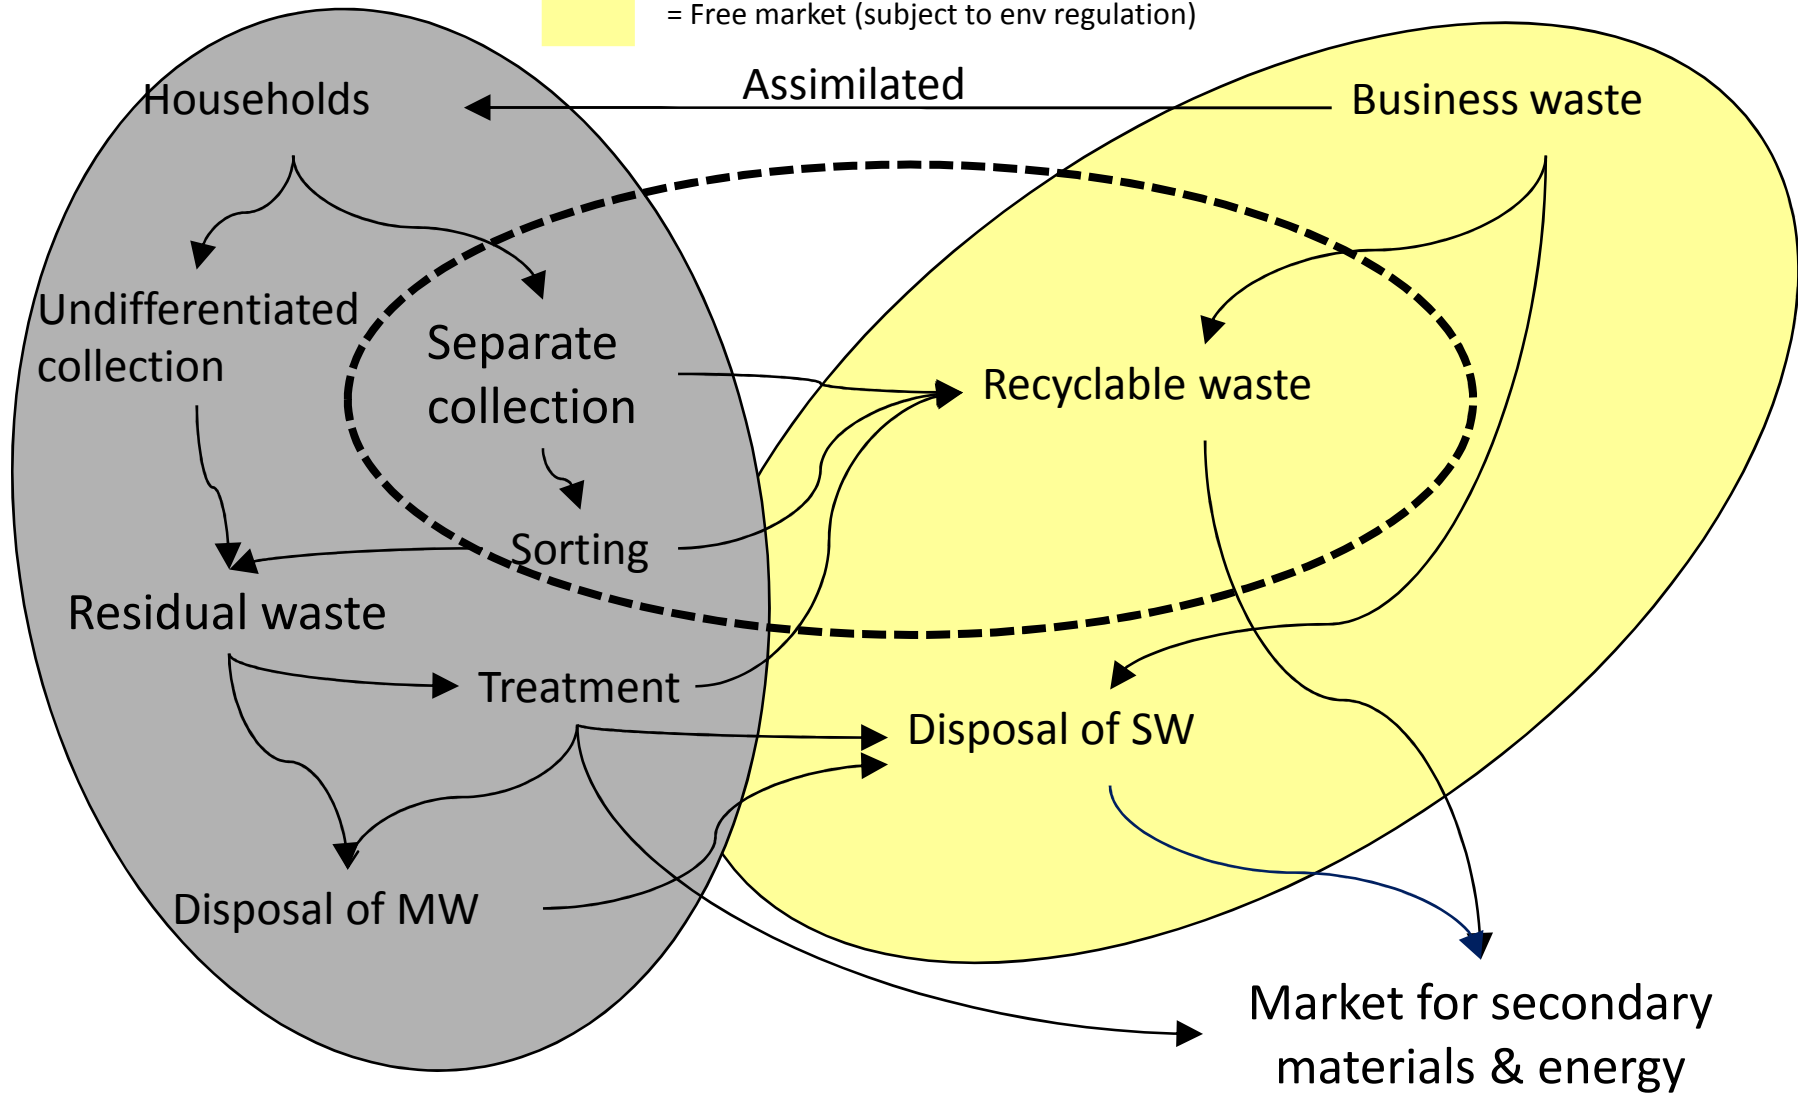 = Free market (subject to env regulation)
Assimilated
Households
Business waste
Undifferentiated
collection
Separate
collection
Recyclable waste
Sorting
Residual waste
Treatment
Disposal of SW
Disposal of MW
Market for secondary
materials & energy